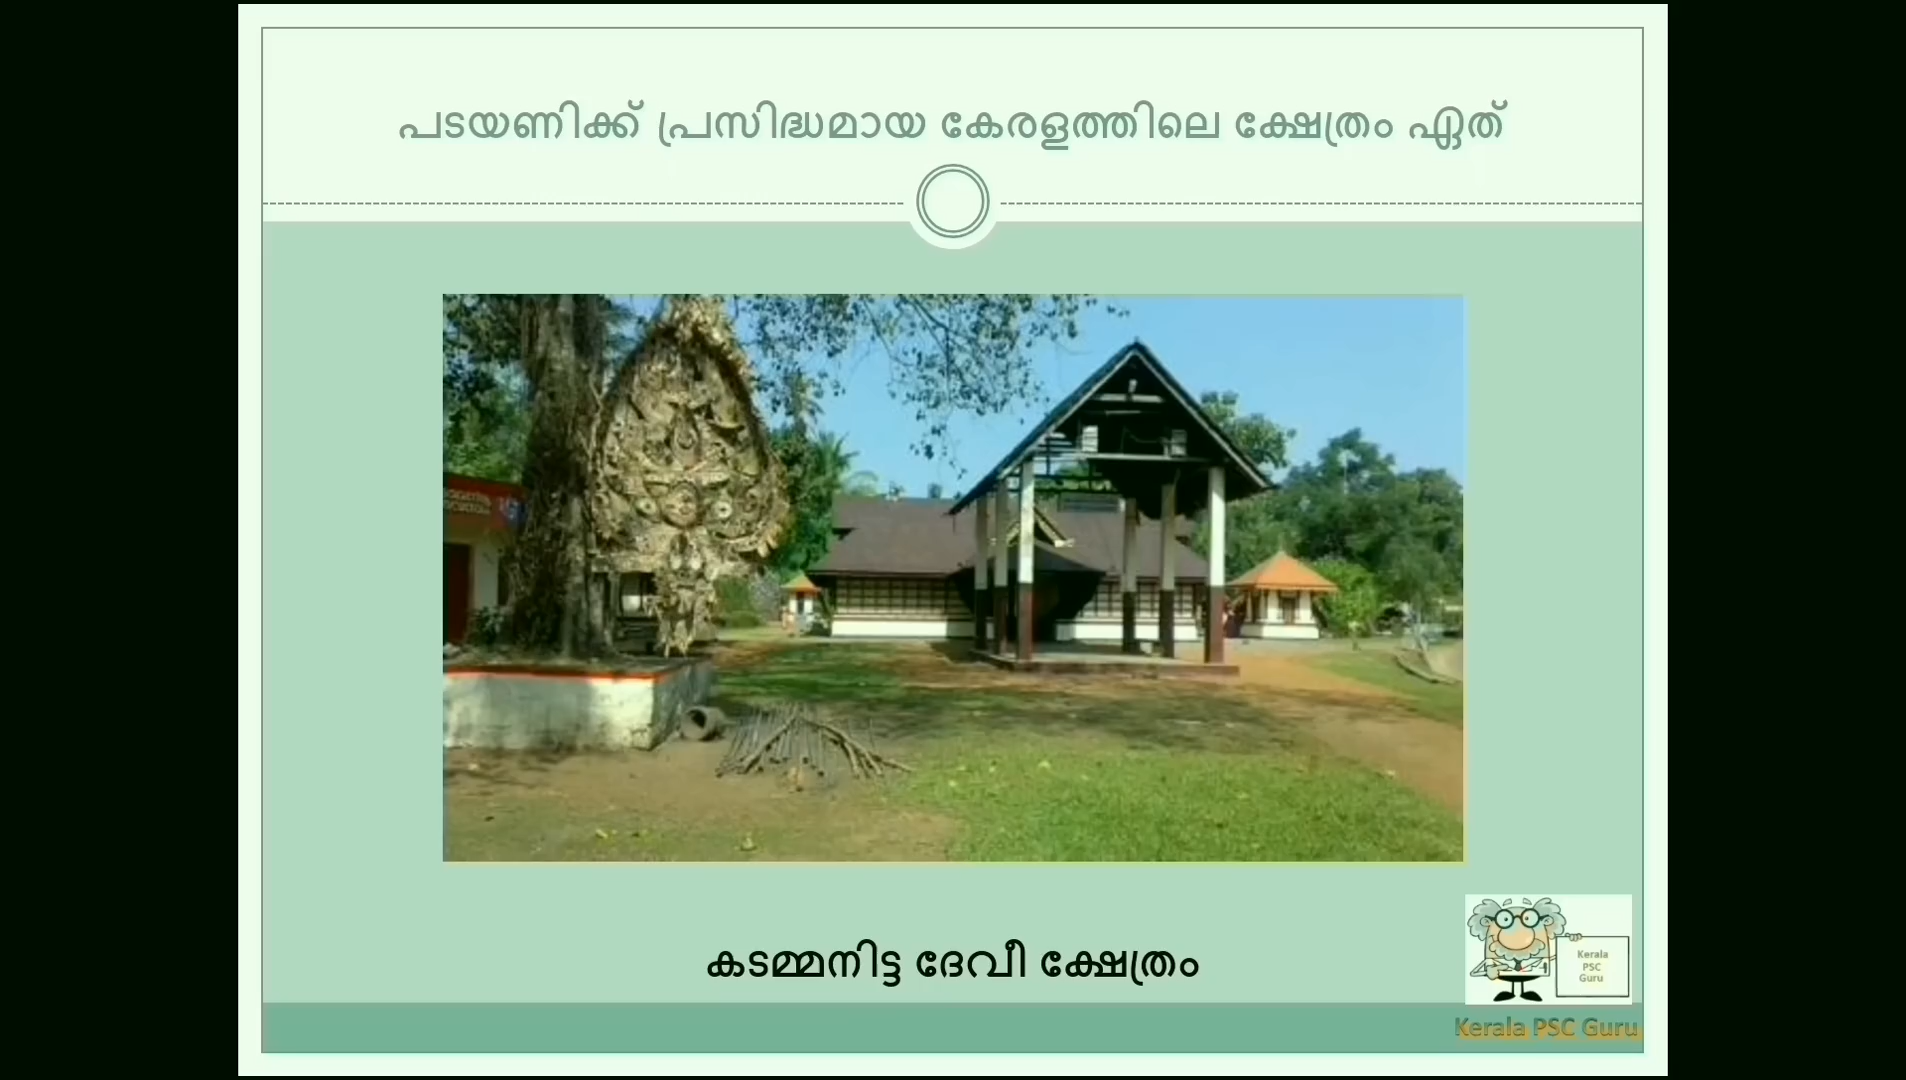 പടയണിക്ക് പ്രസിദ്ധമായ കേരളത്തിലെ ക്ഷേത്രം ഏത്
കടമ്മനിട്ട ദേവീ ക്ഷേത്രം
Kerala
PSC
Guru
Kerala PSC Guru